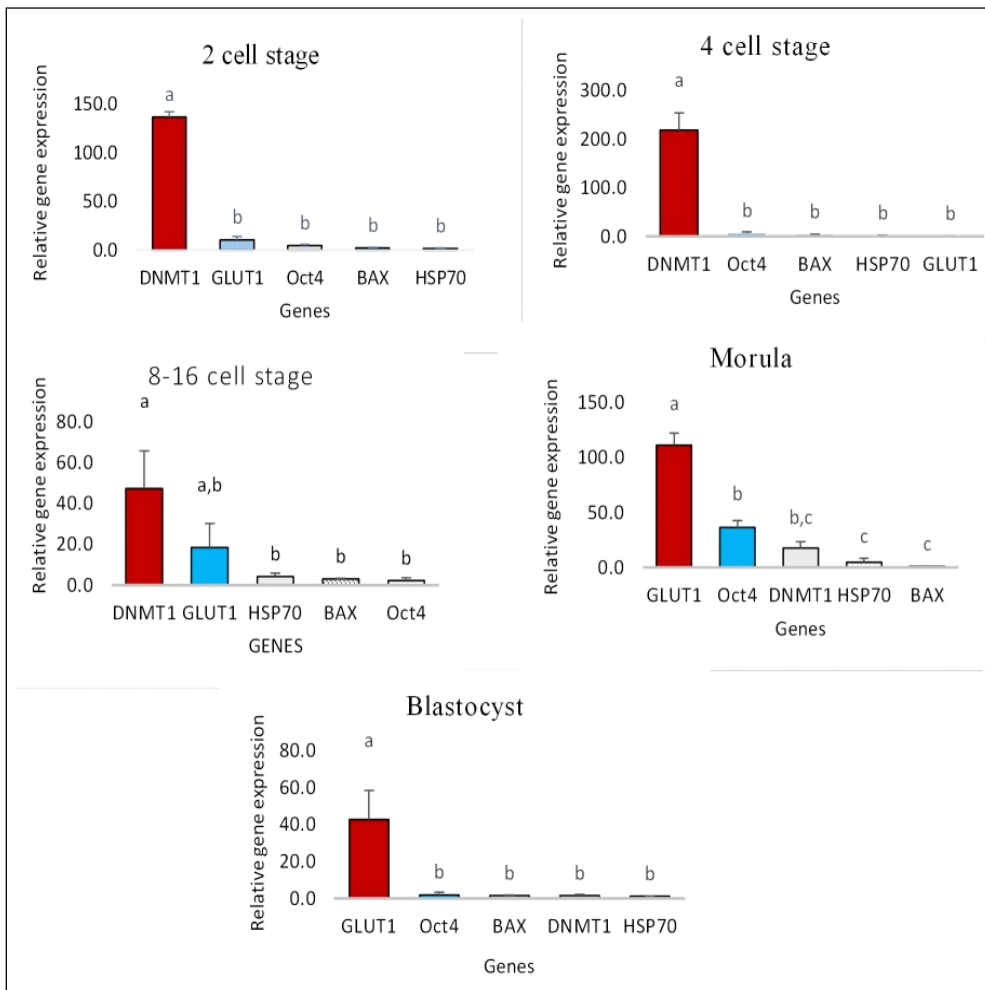 2 cell stage
Relative gene expression
150.0
100.0
50.0
0.0
a
b
b
b
b
DNMT1 GLUT1 Oct4 BAX HSP70
Genes
4 cell stage
Relative gene expression
300.0
200.0
100.0
0.0
a
b
b
b
b
DNMT1 Oct4 BAX HSP70 GLUT1
Genes
8-16 cell stage
Relative gene expression
80.0
60.0
40.0
20.0
0.0
a
a,b
b
b
b
DNMT1 GLUT1 HSP70 BAX Oct4
GENES
Morula
Relative gene expression
150.0
100.0
50.0
0.0
a
b
b,c
c
c
GLUT1 Oct4 DNMT1 HSP70 BAX
Genes
Blastocyst
Relative gene expression
80.0
60.0
40.0
20.0
0.0
a
b
b
b
b
GLUT1 Oct4 BAX DNMT1 HSP70
Genes